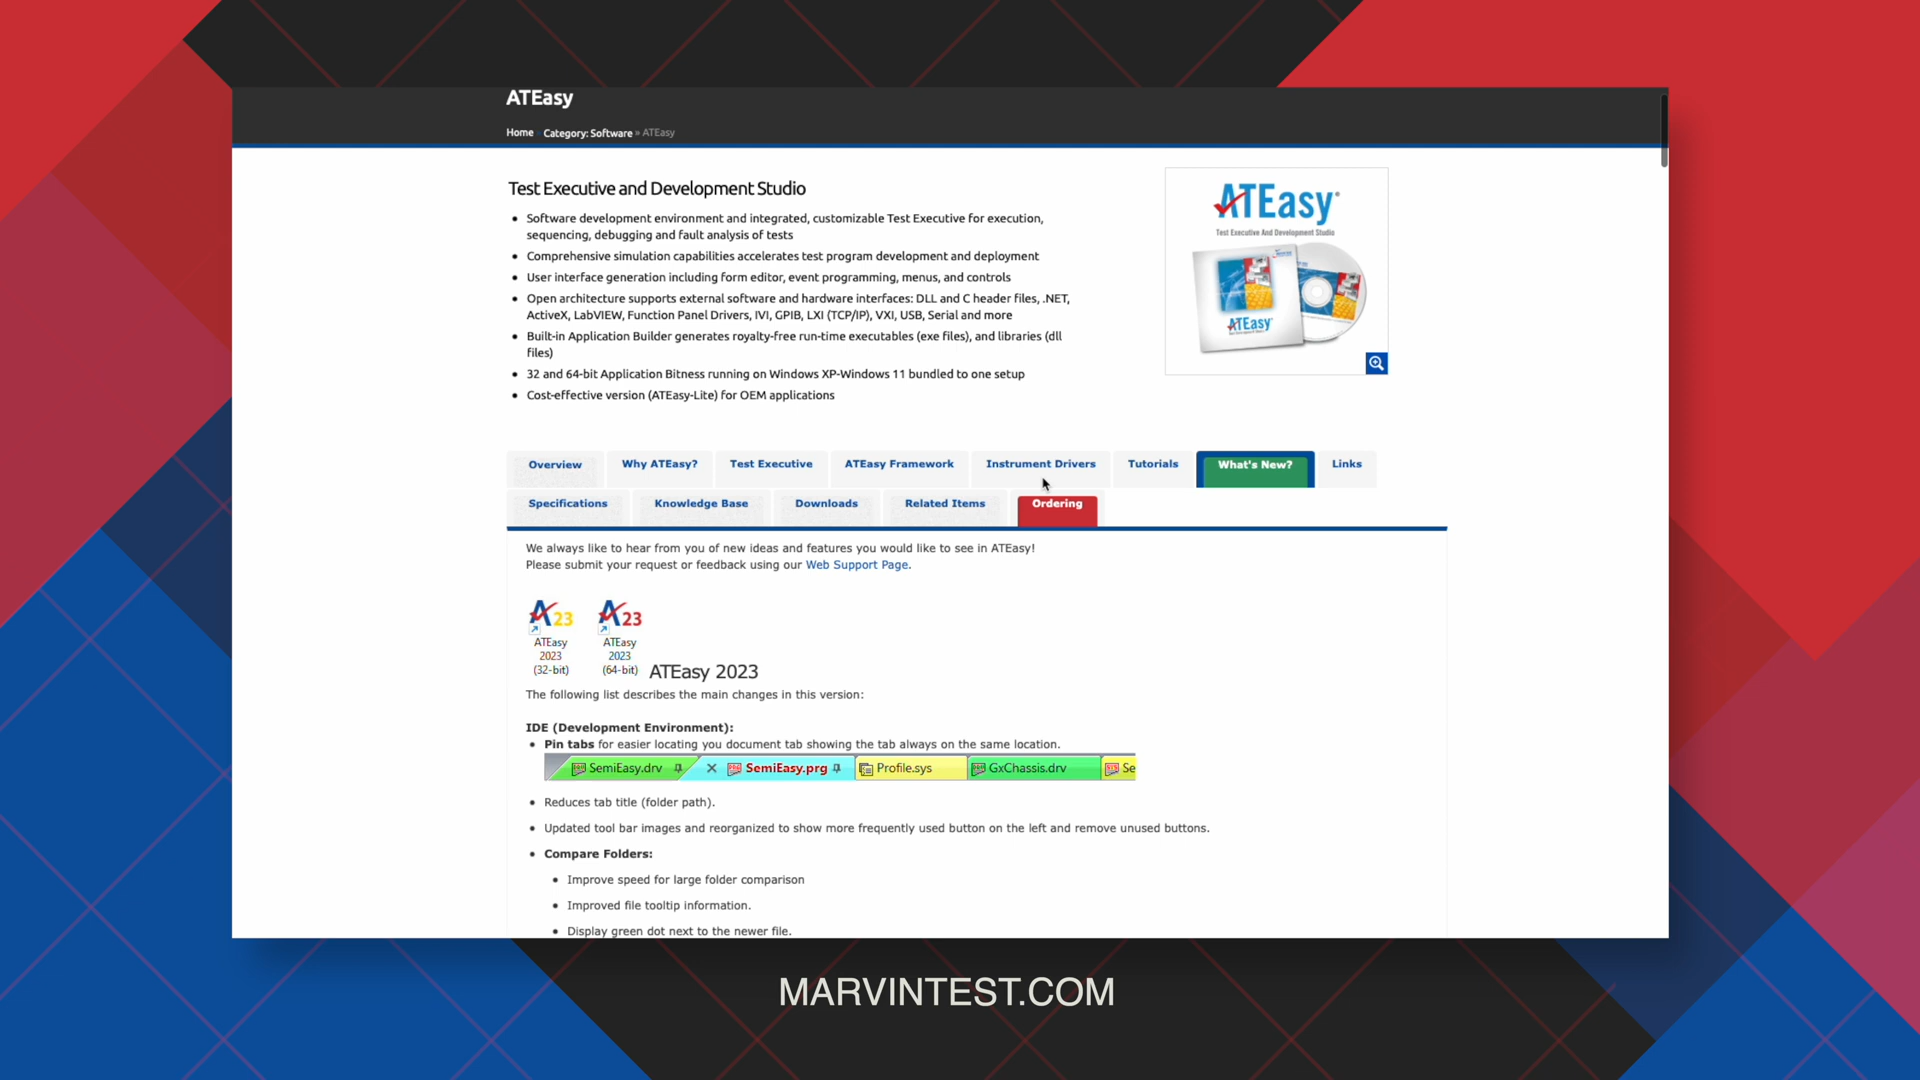 ATEasy
Home » Category: Software » ATEasy
Test Executive and Development Studio
• Software development environment and integrated, customizable Test Executive for execution,
sequencing, debugging and fault analysis of tests
• Comprehensive simulation capabilities accelerates test program development and deployment
• User interface generation including form editor, event programming, menus, and controls
• Open architecture supports external software and hardware interfaces: DLL and C header files, .NET,
ActiveX, LabVIEW, Function Panel Drivers, IVI, GPIB, LXI (TCP/IP), VXI, USB, Serial and more
• Built-in Application Builder generates royalty-free run-time executables (exe files), and libraries (dll
files)
• 32 and 64-bit Application Bitness running on Windows XP-Windows 11 bundled to one setup
• Cost-effective version (ATEasy-Lite) for OEM applications
ATEasy®
Test Executive And Development Studio
ATEasy
Overview Why ATEasy? Test Executive ATEasy Framework Instrument Drivers Tutorials What's New? Links
Specifications Knowledge Base Downloads Related Items Ordering
We always like to hear from you of new ideas and features you would like to see in ATEasy!
Please submit your request or feedback using our Web Support Page.
A23 A23
ATEasy ATEasy
2023 2023
(32-bit) (64-bit) ATEasy 2023
The following list describes the main changes in this version:
IDE (Development Environment):
• Pin tabs for easier locating you document tab showing the tab always on the same location.
SemiEasy.drv SemiEasy.prg Profile.sys GxChassis.drv Se
• Reduces tab title (folder path).
• Updated tool bar images and reorganized to show more frequently used button on the left and remove unused buttons.
• Compare Folders:
• Improve speed for large folder comparison
• Improved file tooltip information.
• Display green dot next to the newer file.
MARVINTEST.COM